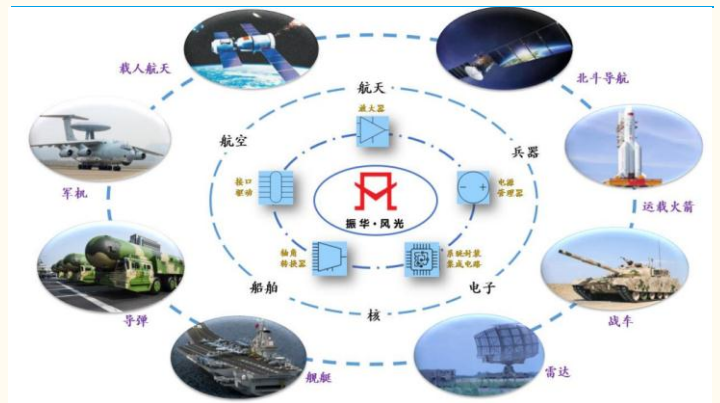 载人航天
北斗导航
航天
放大器
航空
兵器
军机
接口
驱动
电源
管理器
运载火箭
振华·风光
轴角
转换器
系统封装
集成电路
船舶
电子
导弹
核
战车
舰艇
雷达